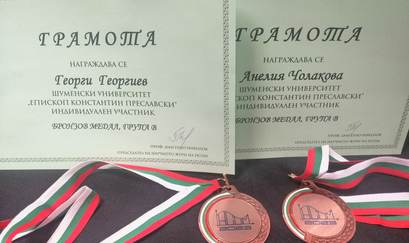 ГРАМОТА
НАГРАЖДАВА СЕ
Георги Георгиев
ШУМЕНСКИ УНИВЕРСИТЕТ
„ЕПИСКОП КОНСТАНТИН ПРЕСЛАВСКИ"
ИНДИВИДУАЛЕН УЧАСТНИК
БРОНЗОВ МЕДАЛ, ГРУПА В
ГРАМОТА
НАГРАЖДАВА СЕ
Анелия Чолакова
ШУМЕНСКИ УНИВЕРСИТЕТ
ИСКОП КОНСТАНТИН ПРЕСЛАВСКИ"
ИНДИВИДУАЛЕН УЧАСТНИК
БРОНЗОВ МЕДАЛ, ГРУПА В